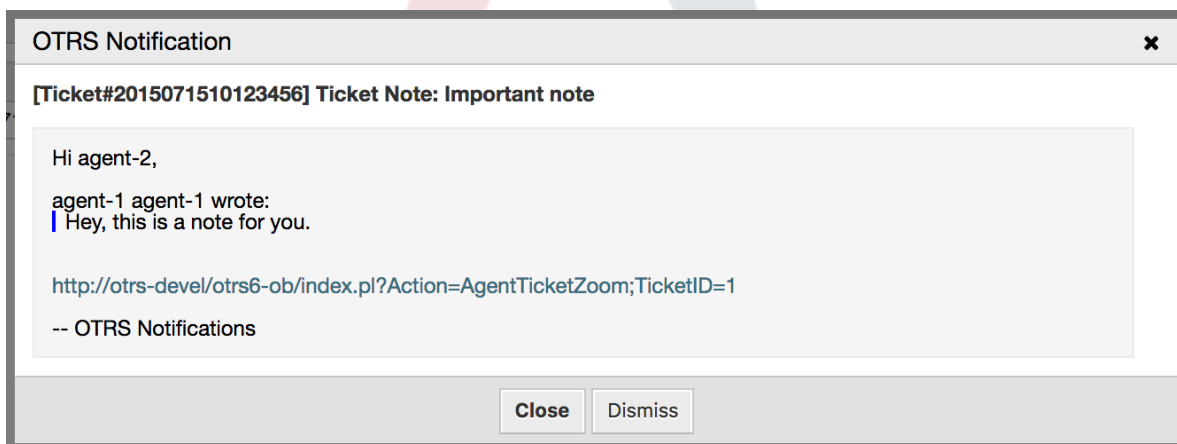 OTRS Notification
[Ticket#2015071510123456] Ticket Note: Important note
Hi agent-2,
agent-1 agent-1 wrote:
Hey, this is a note for you.
http://otrs-devel/otrs6-ob/index.pl?Action=AgentTicketZoom;TicketID=1
-- OTRS Notifications
Close Dismiss